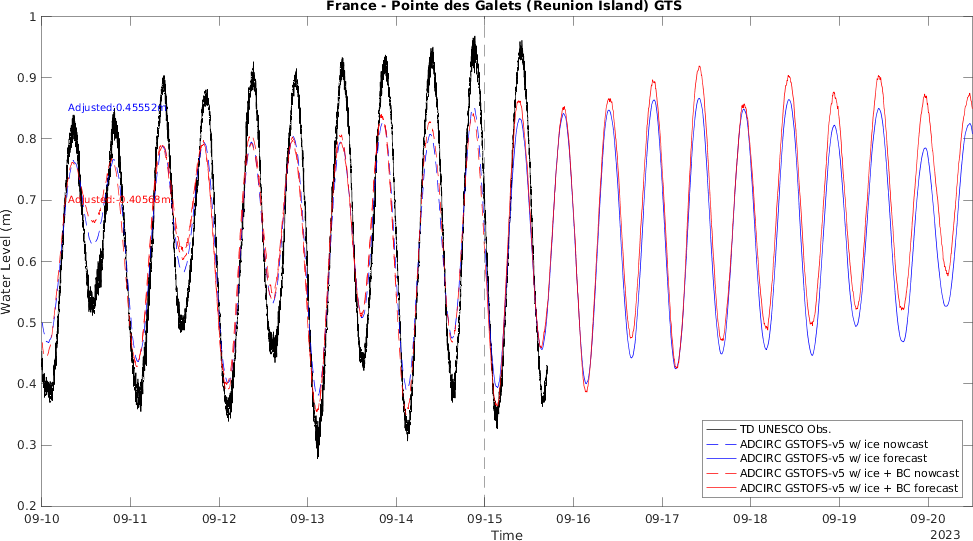 France - Pointe des Galets (Reunion Island) GTS
1
0.9
0.8
0.7
0.6
0.5
0.4
0.3
0.2
Water Level (m)
Adjusted:0.45552m
Adjusted:-0.40568m
TD UNESCO Obs.
ADCIRC GSTOFS-v5 w/ ice nowcast
ADCIRC GSTOFS-v5 w/ ice forecast
ADCIRC GSTOFS-v5 w/ ice + BC nowcast
ADCIRC GSTOFS-v5 w/ ice + BC forecast
09-10 09-11 09-12 09-13 09-14 09-15 09-16 09-17 09-18 09-19 09-20
Time
2023